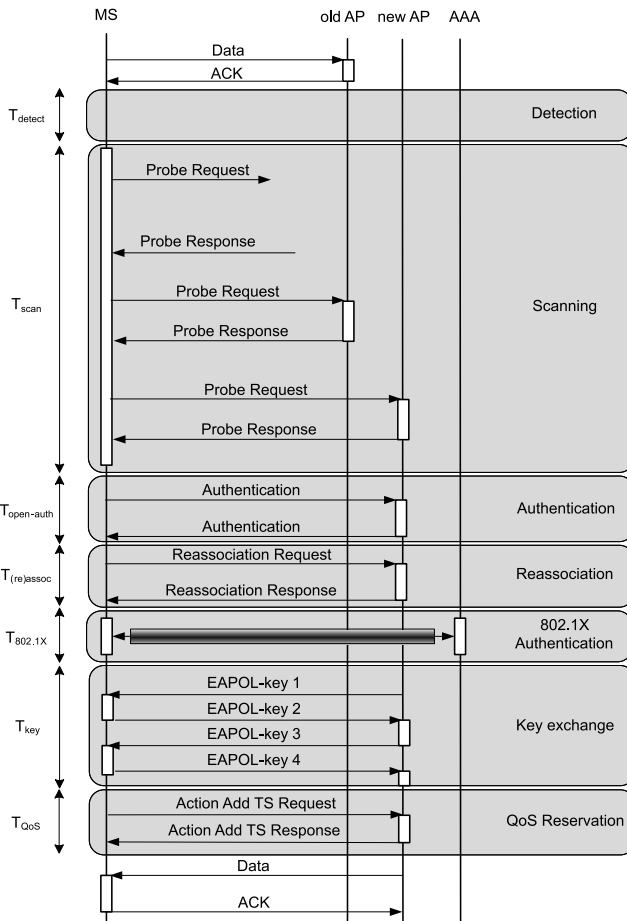 MS old AP new AP AAA
Data
ACK
T_detect Detection
Probe Request
Probe Response
Probe Request
T_scan Scanning
Probe Response
Probe Request
Probe Response
Authentication
T_open-auth Authentication
Authentication
Reassociation Request
T_(re)assoc Reassociation
Reassociation Response
802.1X
T_802.1X Authentication
EAPOL-key 1
EAPOL-key 2
T_key Key exchange
EAPOL-key 3
EAPOL-key 4
Action Add TS Request
T_QoS QoS Reservation
Action Add TS Response
Data
ACK